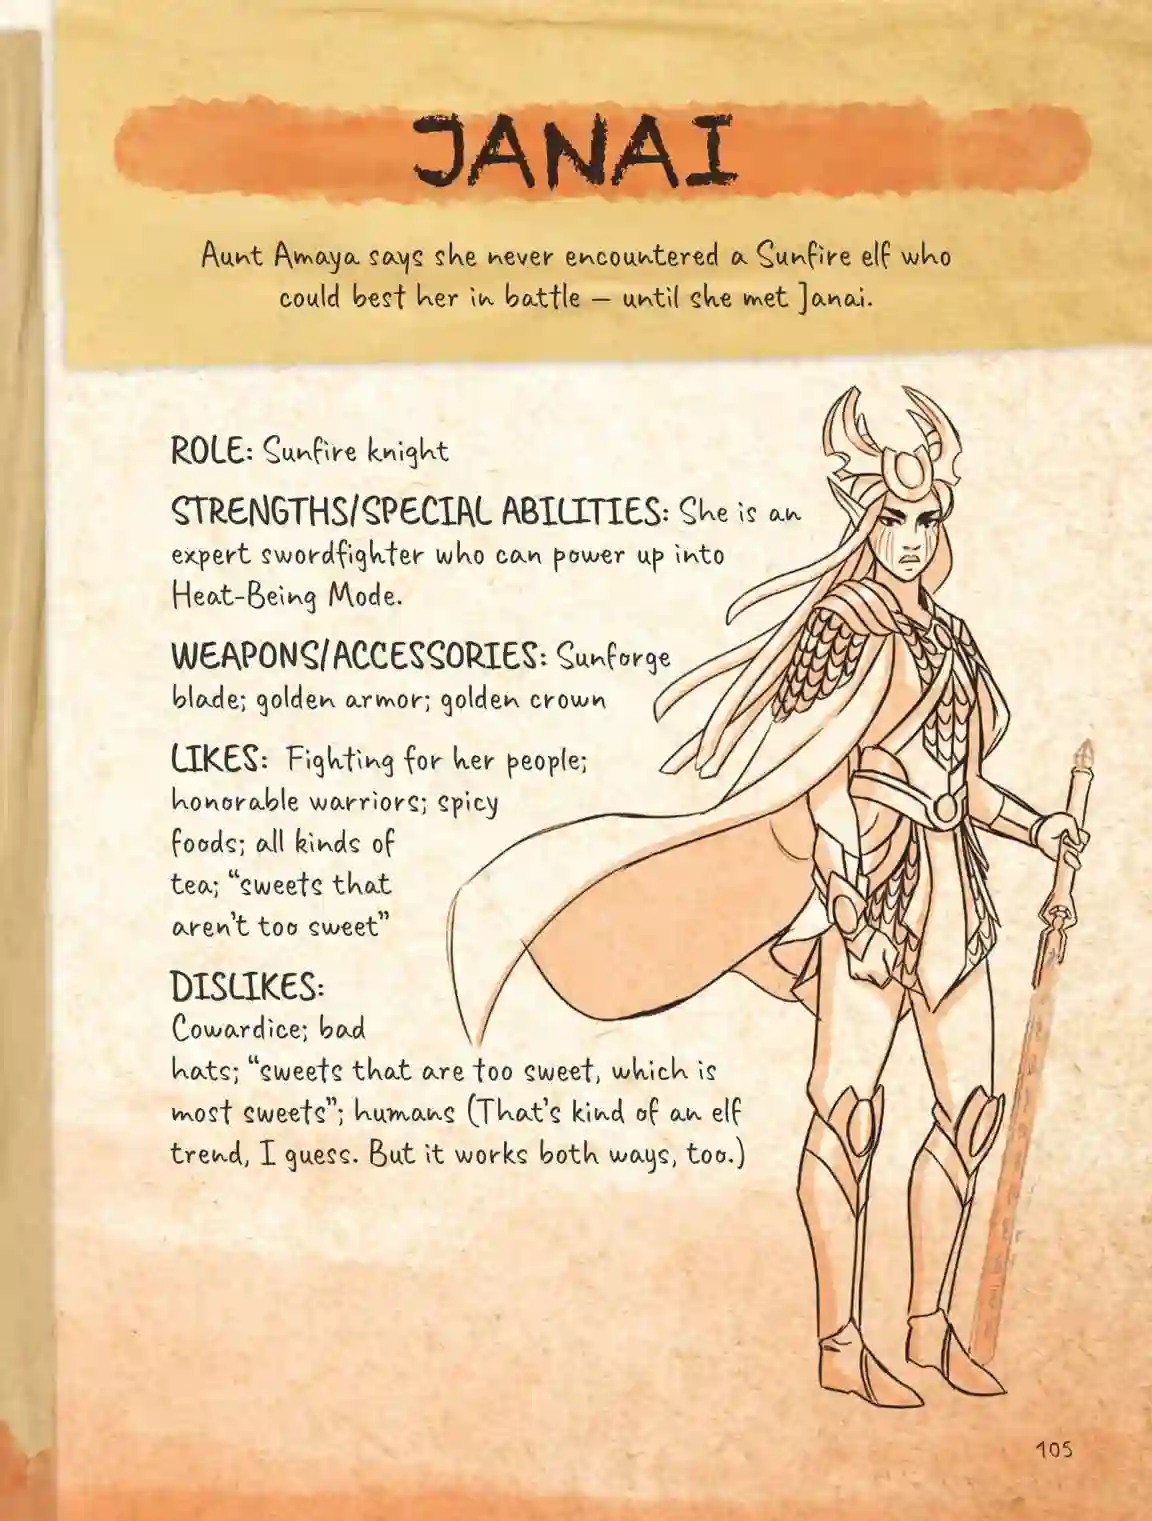 JANAI
Aunt Amaya says she never encountered a Sunfire elf who
could best her in battle – until she met Janai.
ROLE: Sunfire knight
STRENGTHS/SPECIAL ABILITIES: She is an
expert swordfighter who can power up into
Heat-Being Mode.
WEAPONS/ACCESSORIES: Sunforge
blade; golden armor; golden crown
LIKES: Fighting for her people;
honorable warriors; spicy
foods; all kinds of
tea; “sweets that
aren’t too sweet”
DISLIKES:
Cowardice; bad
hats; “sweets that are too sweet, which is
most sweets”; humans (That’s kind of an elf
trend, I guess. But it works both ways, too.)
105